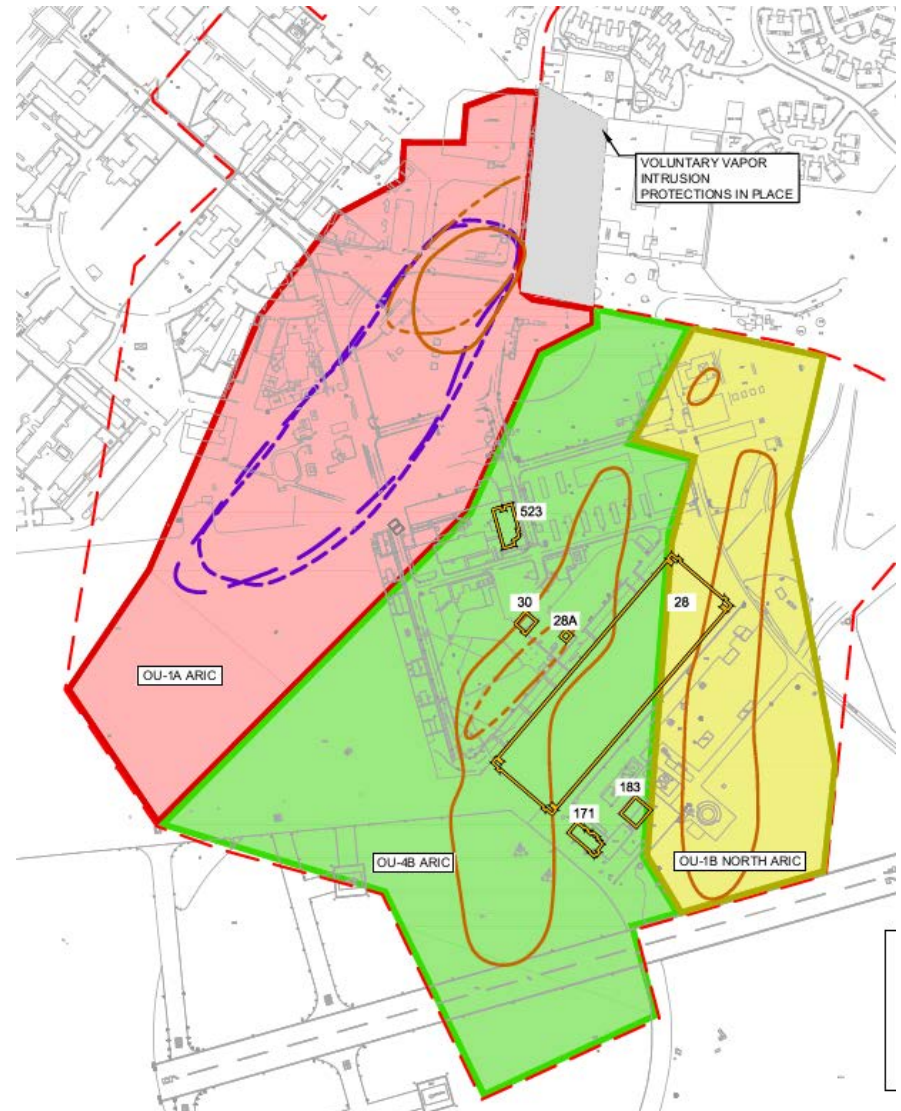 VOLUNTARY VAPOR
INTRUSION
PROTECTIONS IN PLACE
523
30
28A
28
OU-1A ARIC
183
171
OU-4B ARIC
OU-1B NORTH ARIC